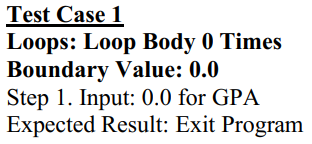 Test Case 1
Loops: Loop Body 0 Times
Boundary Value: 0.0
Step 1. Input: 0.0 for GPA
Expected Result: Exit Program